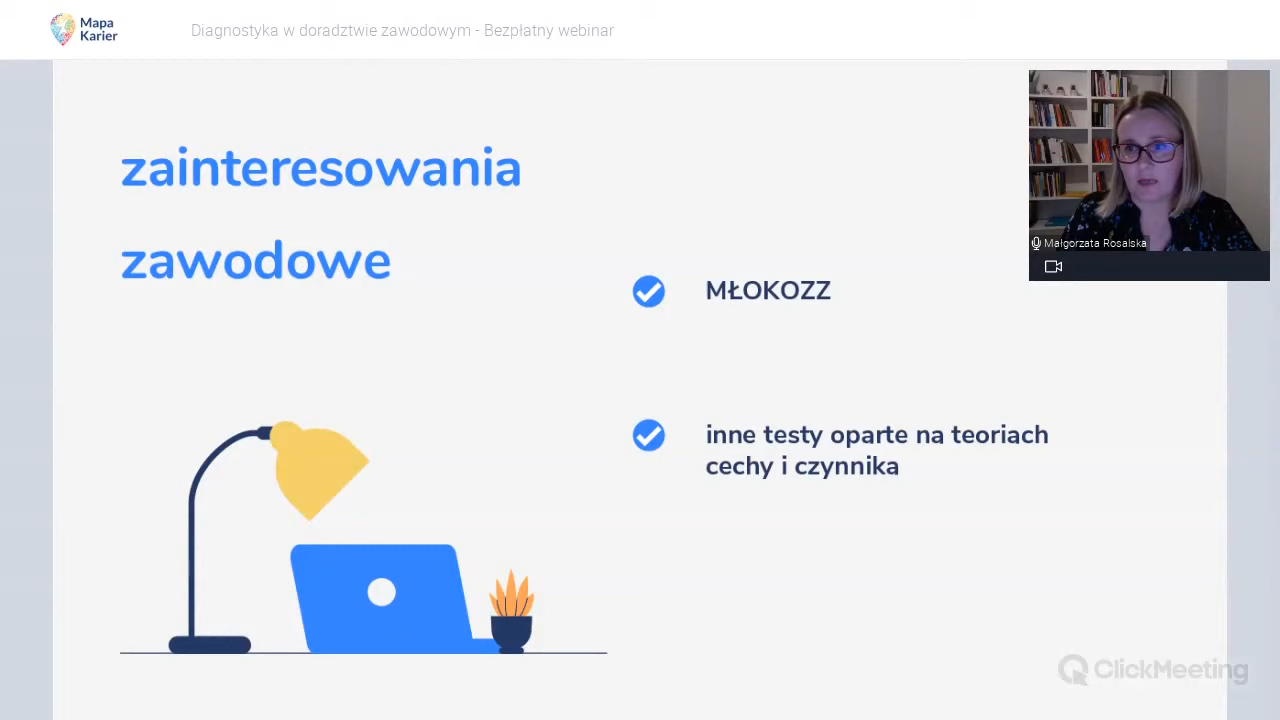 Mapa
Karier
Diagnostyka w doradztwie zawodowym - Bezpłatny webinar
zainteresowania
zawodowe
Małgorzata Rosalska
MŁOKOZZ
inne testy oparte na teoriach
cechy i czynnika
ClickMeeting